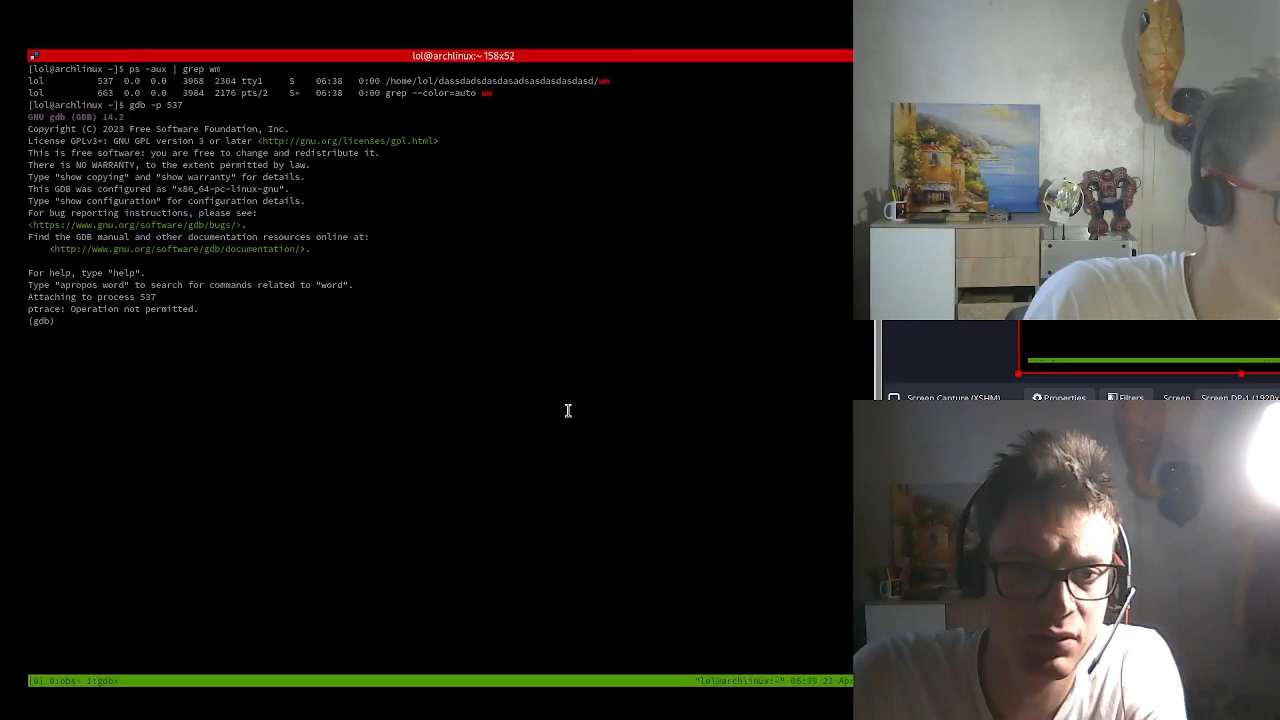 lol@archlinux:~ 158x52
[lol@archlinux ~]$ ps -aux | grep wm
lol 537 0.0 0.0 3968 2304 tty1 S 06:38 0:00 /home/lol/dassdadsdasdasadsasdasdasdasd/wm
lol 663 0.0 0.0 3984 2176 pts/2 S+ 06:38 0:00 grep --color=auto wm
[lol@archlinux ~]$ gdb -p 537
GNU gdb (GDB) 14.2
Copyright (C) 2023 Free Software Foundation, Inc.
License GPLv3+: GNU GPL version 3 or later <http://gnu.org/licenses/gpl.html>
This is free software: you are free to change and redistribute it.
There is NO WARRANTY, to the extent permitted by law.
Type "show copying" and "show warranty" for details.
This GDB was configured as "x86_64-pc-linux-gnu".
Type "show configuration" for configuration details.
For bug reporting instructions, please see:
<https://www.gnu.org/software/gdb/bugs/>.
Find the GDB manual and other documentation resources online at:
<http://www.gnu.org/software/gdb/documentation/>.
For help, type "help".
Type "apropos word" to search for commands related to "word".
Attaching to process 537
ptrace: Operation not permitted.
(gdb)
Screen Capture (XSHM) Properties Filters Screen Screen DP-1 (1920x
[0] 0:obs- 1:gdb* "lol@archlinux:~" 06:39 21-Apr